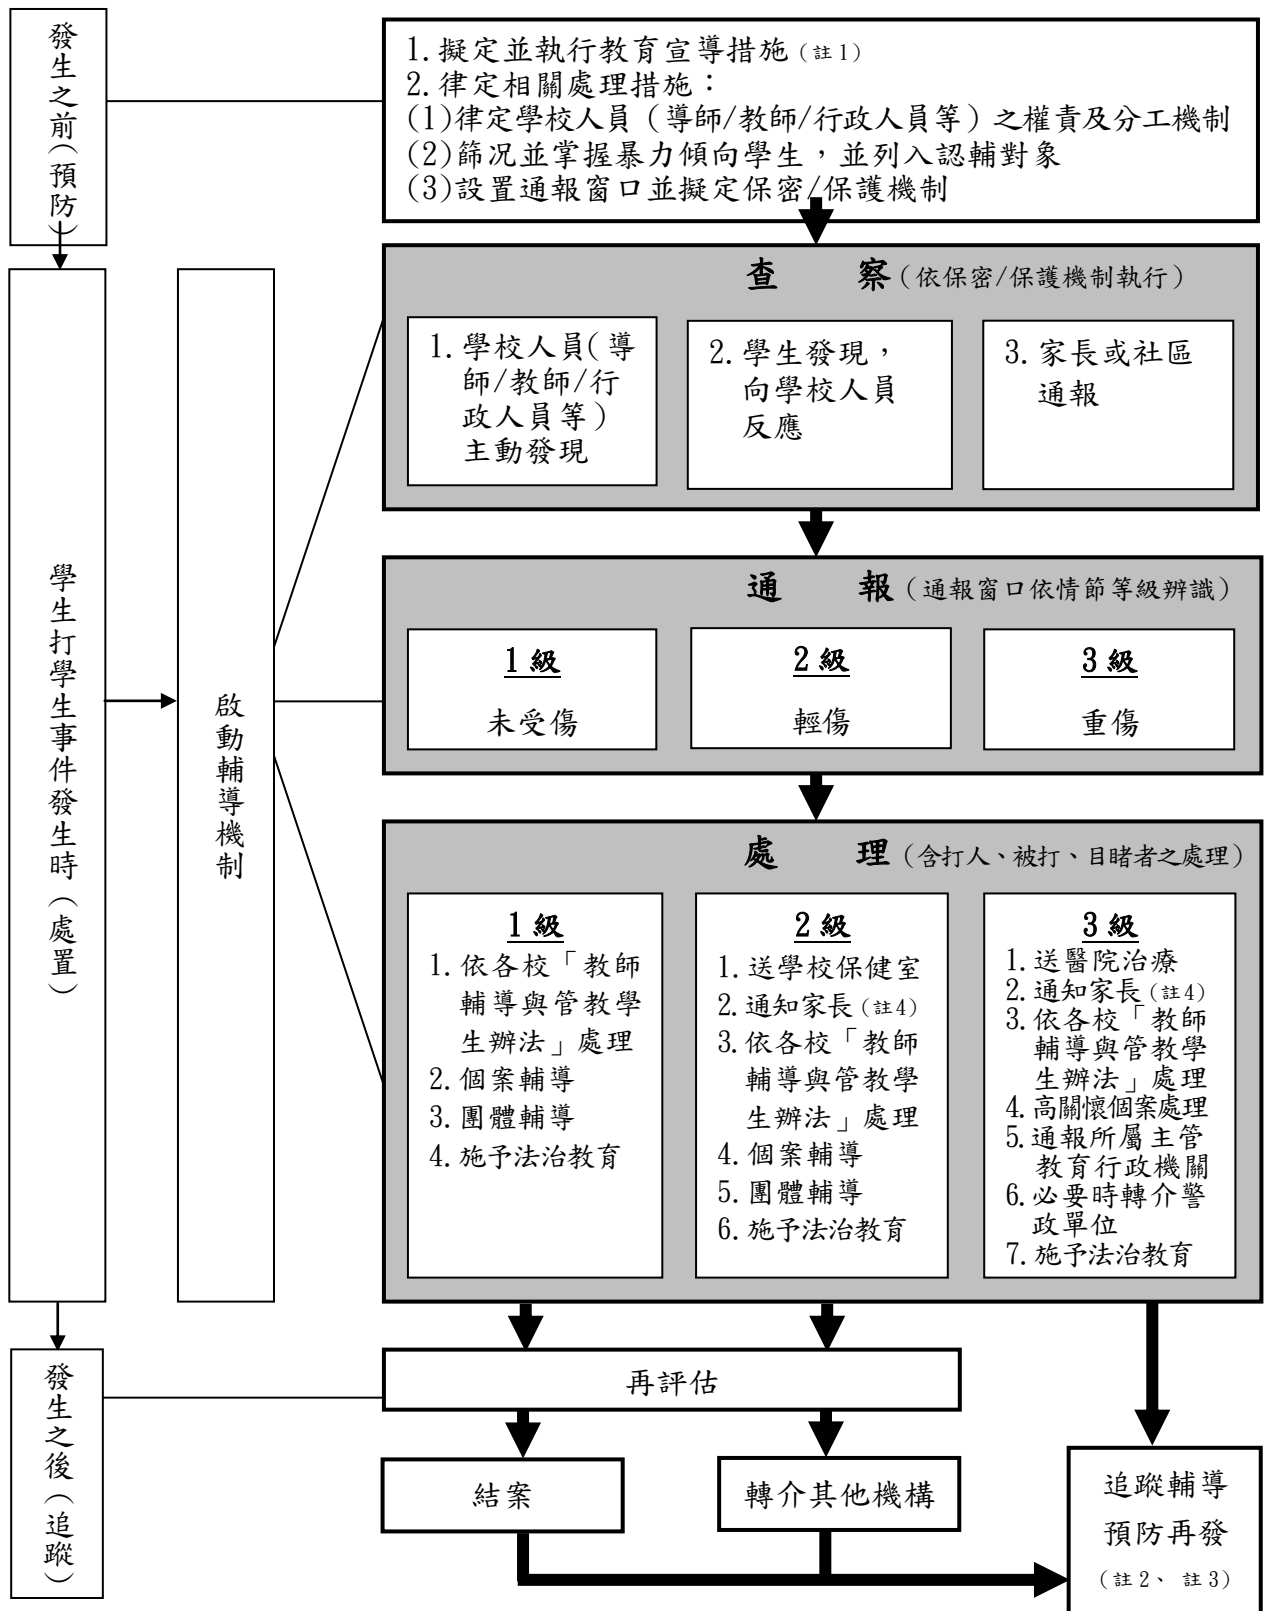 發生之前（預防）
1.擬定並執行教育宣導措施（註1）
2.律定相關處理措施：
(1)律定學校人員（導師/教師/行政人員等）之權責及分工機制
(2)篩況並掌握暴力傾向學生，並列入認輔對象
(3)設置通報窗口並擬定保密/保護機制
學生打學生事件發生時（處置）
啟動輔導機制
查 察（依保密/保護機制執行）
1.學校人員(導
師/教師/行
政人員等）
主動發現
2.學生發現，
向學校人員
反應
3.家長或社區
通報
通 報（通報窗口依情節等級辨識）
1級
未受傷
2級
輕傷
3級
重傷
處 理（含打人、被打、目睹者之處理）
1級
1.依各校「教師
輔導與管教學
生辦法」處理
2.個案輔導
3.團體輔導
4.施予法治教育
2級
1.送學校保健室
2.通知家長(註4)
3.依各校「教師
輔導與管教學
生辦法」處理
4.個案輔導
5.團體輔導
6.施予法治教育
3級
1.送醫院治療
2.通知家長(註4)
3.依各校「教師
輔導與管教學
生辦法」處理
4.高關懷個案處理
5.通報所屬主管
教育行政機關
6.必要時轉介警
政單位
7.施予法治教育
發生之後（追蹤）
再評估
結案
轉介其他機構
追蹤輔導
預防再發
（註2、註3）